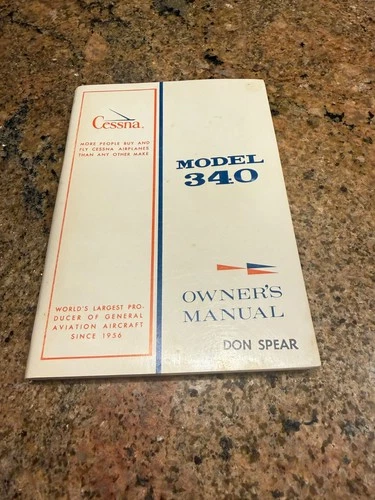 Cessna.
MORE PEOPLE BUY AND
FLY CESSNA AIRPLANES
THAN ANY OTHER MAKE
WORLD'S LARGEST PRO-
DUCER OF GENERAL
AVIATION AIRCRAFT
SINCE 1956
MODEL
340
OWNER'S
MANUAL
DON SPEAR